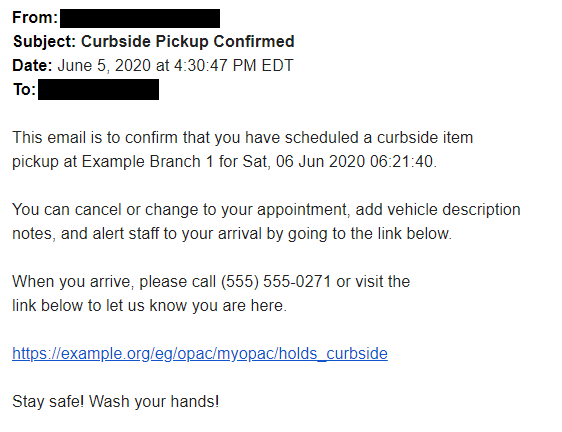 From:
Subject: Curbside Pickup Confirmed
Date: June 5, 2020 at 4:30:47 PM EDT
To:
This email is to confirm that you have scheduled a curbside item
pickup at Example Branch 1 for Sat, 06 Jun 2020 06:21:40.
You can cancel or change to your appointment, add vehicle description
notes, and alert staff to your arrival by going to the link below.
When you arrive, please call (555) 555-0271 or visit the
link below to let us know you are here.
https://example.org/eg/opac/myopac/holds_curbside
Stay safe! Wash your hands!